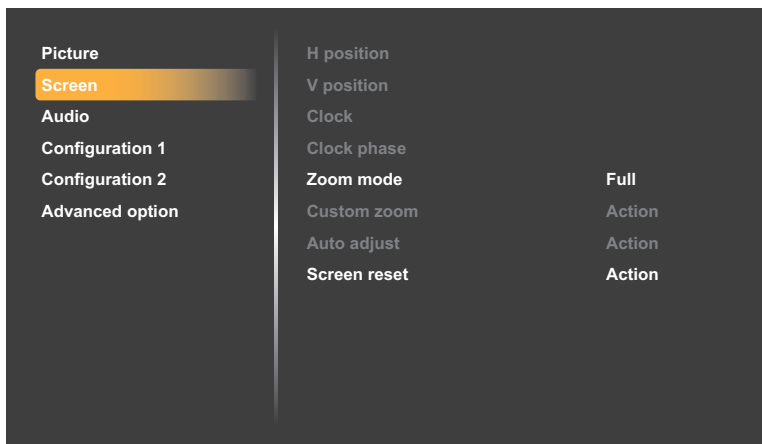 Picture
Screen
Audio
Configuration 1
Configuration 2
Advanced option
H position
V position
Clock
Clock phase
Zoom mode Full
Custom zoom Action
Auto adjust Action
Screen reset Action